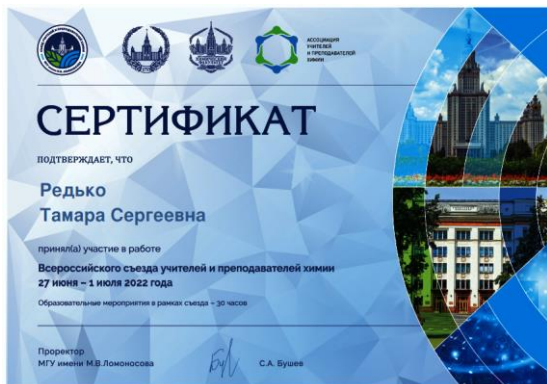 АССОЦИАЦИЯ
УЧИТЕЛЕЙ
И ПРЕПОДАВАТЕЛЕЙ
ХИМИИ
СЕРТИФИКАТ
ПОДТВЕРЖДАЕТ, ЧТО
Редько
Тамара Сергеевна
принял(а) участие в работе
Всероссийского съезда учителей и преподавателей химии
27 июня – 1 июля 2022 года
Образовательные мероприятия в рамках съезда – 30 часов
Проректор
МГУ имени М.В.Ломоносова
С.А. Бушев